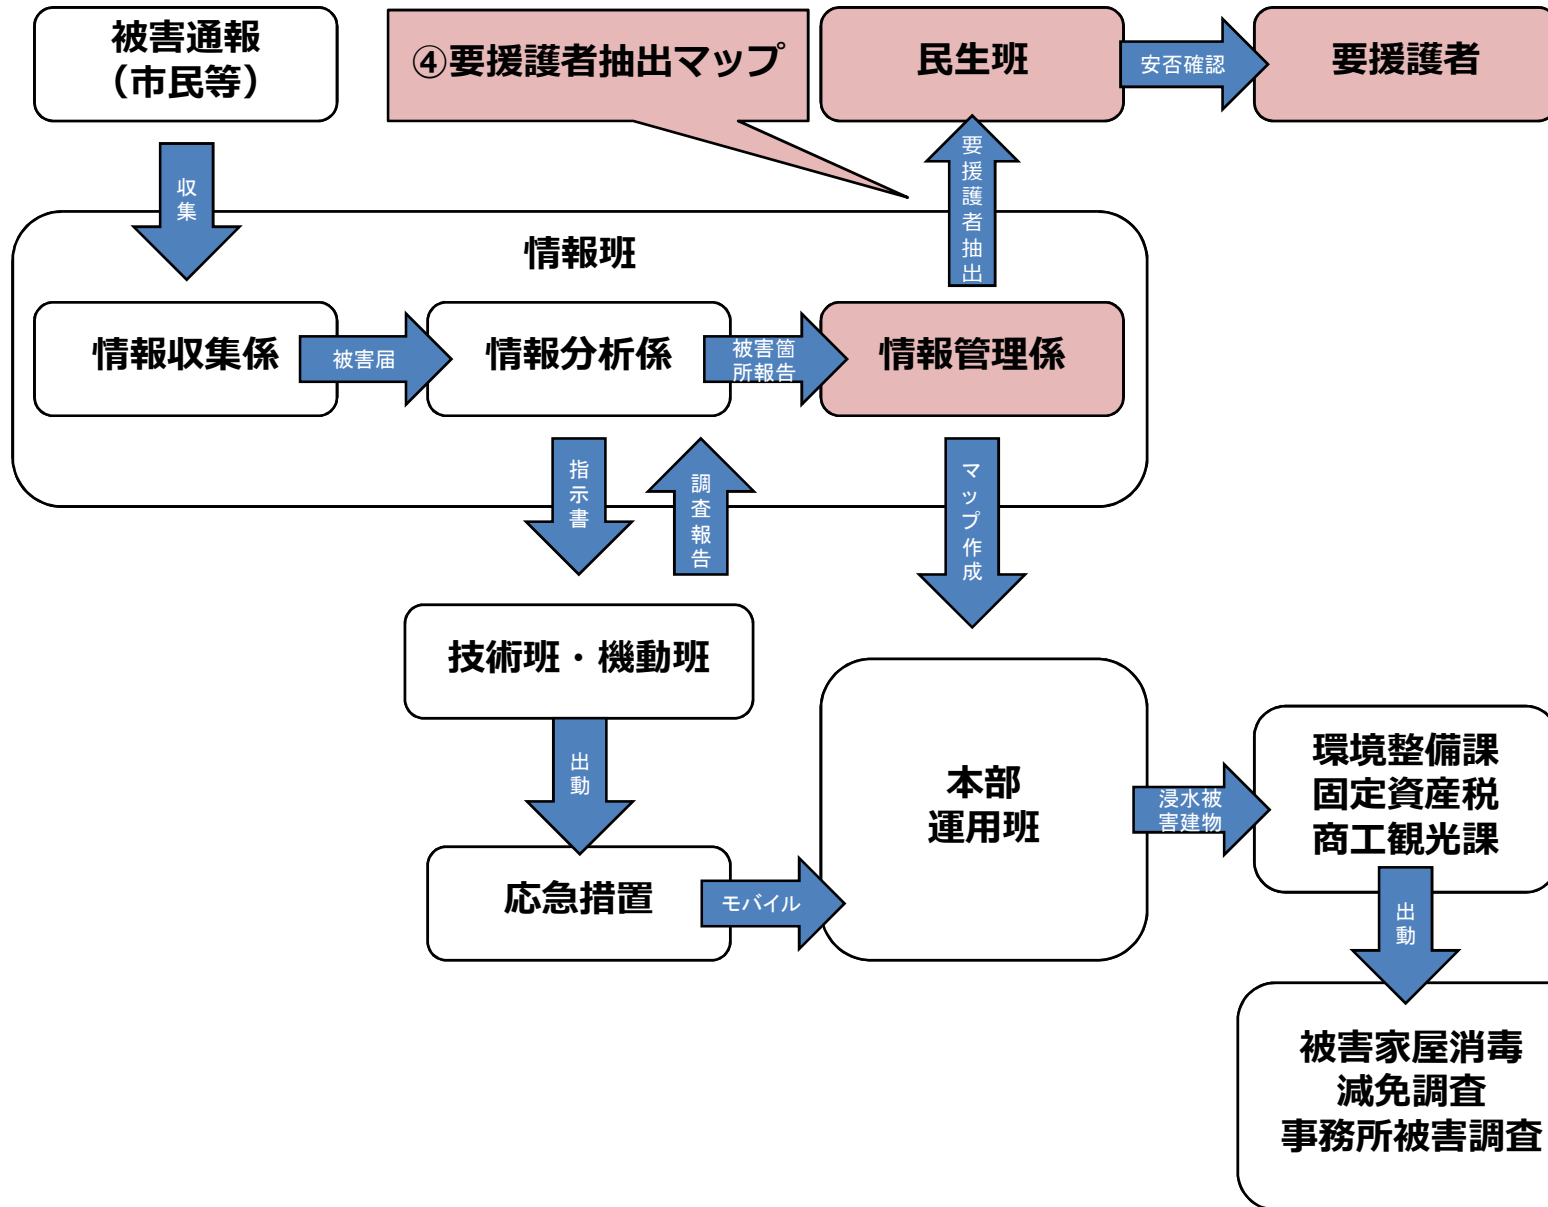 被害通報
（市民等）
④要援護者抽出マップ
民生班
安否確認
要援護者
収集
要援護者抽出
情報班
情報収集係
被害届
情報分析係
被害箇
所報告
情報管理係
指示書
調査報告
マップ作成
技術班・機動班
出動
応急措置
モバイル
本部
運用班
浸水被
害建物
環境整備課
固定資産税
商工観光課
出動
被害家屋消毒
減免調査
事務所被害調査